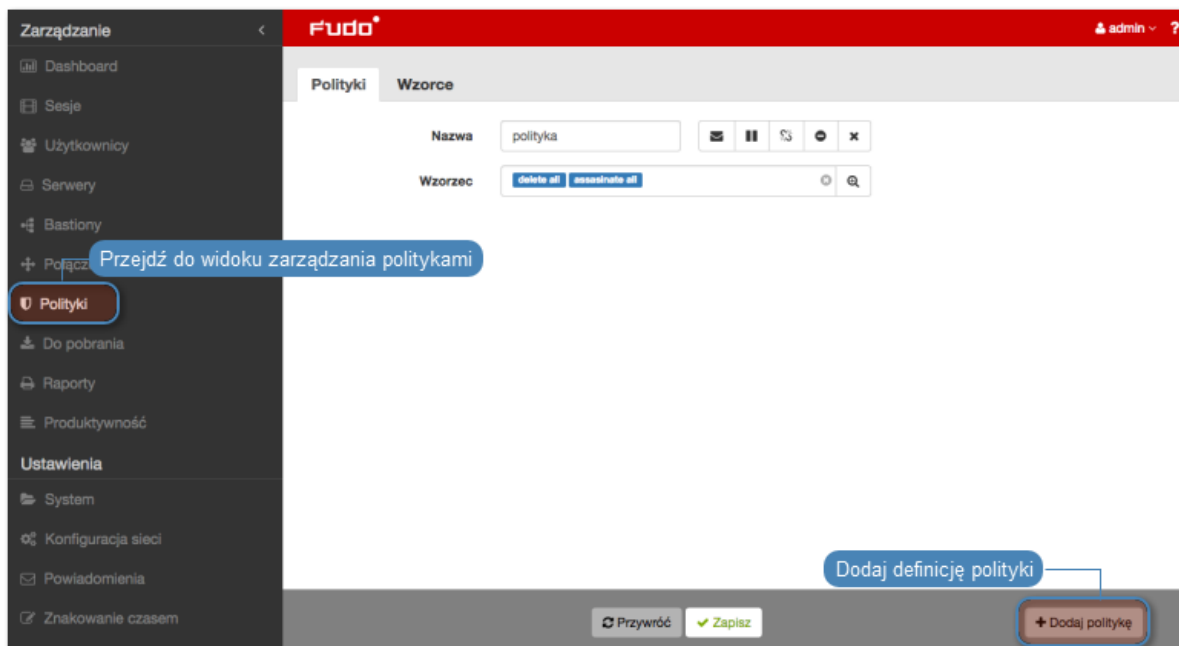 Zarządzanie
Fudo
admin
?
Dashboard
Polityki
Wzorce
Sesje
Nazwa
polityka
Użytkownicy
Wzorzec
delete all
assasinate all
Serwery
Bastiony
Przejdź do widoku zarządzania politykami
Połącz
Polityki
Do pobrania
Raporty
Produktywność
Ustawienia
System
Konfiguracja sieci
Dodaj definicję polityki
Powiadomienia
Znakowanie czasem
Przywróć
Zapisz
+ Dodaj politykę